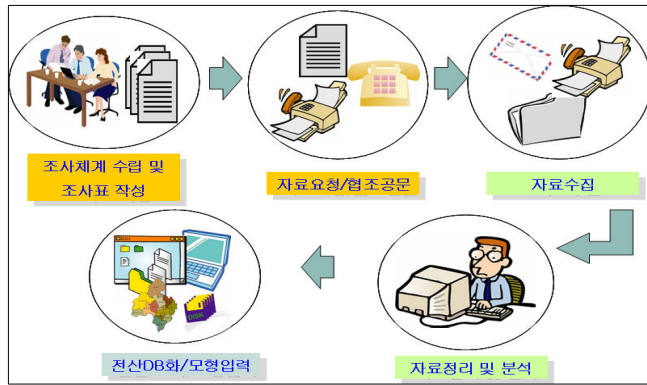 조사체계 수립 및
조사표 작성
자료요청/협조공문
자료수집
전산DB화/모형입력
자료정리 및 분석
DISK